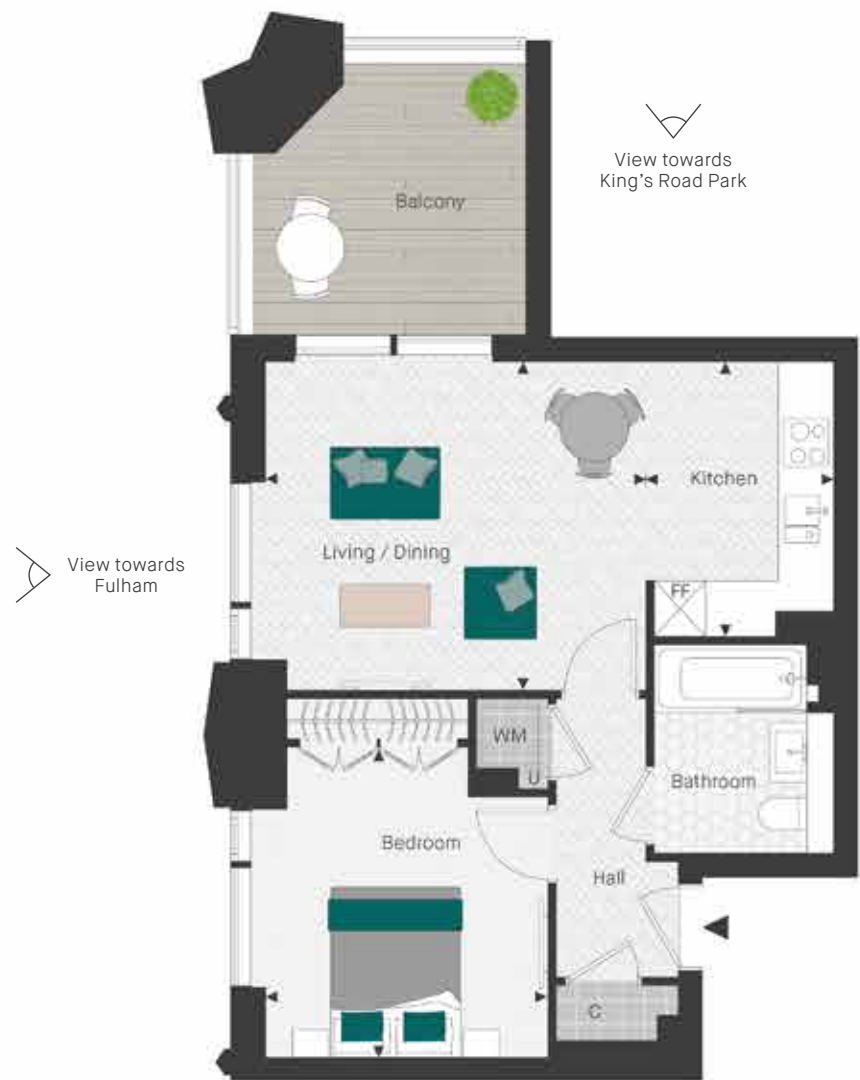 Balcony
View towards
King's Road Park
Kitchen
View towards
Fulham
Living / Dining
FF
WM
U
Bathroom
Bedroom
Hall
C